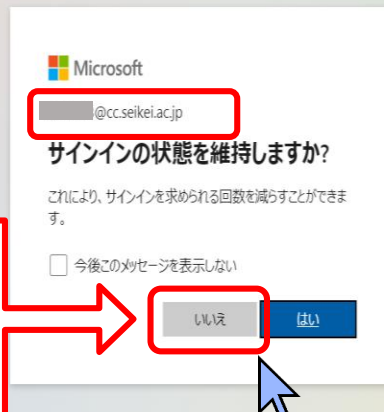 Microsoft
@cc.seikei.ac.jp
サインインの状態を維持しますか?
これにより、サインインを求められる回数を減らすことができま
す。
今後このメッセージを表示しない
いいえ
はい